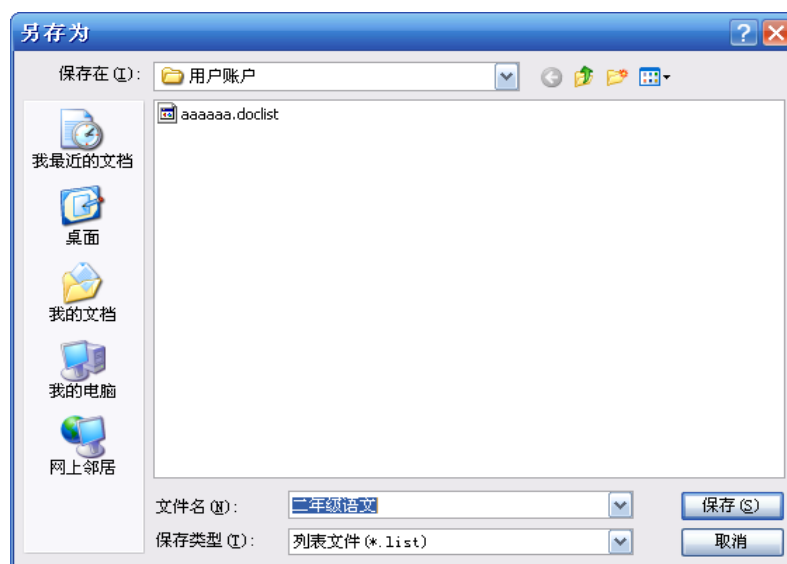 另存为
保存在(I):
用户账户
aaaaaa.doclist
我最近的文档
桌面
我的文档
我的电脑
网上邻居
文件名(N):
二年级语文
保存(S)
保存类型(T):
列表文件(*.list)
取消